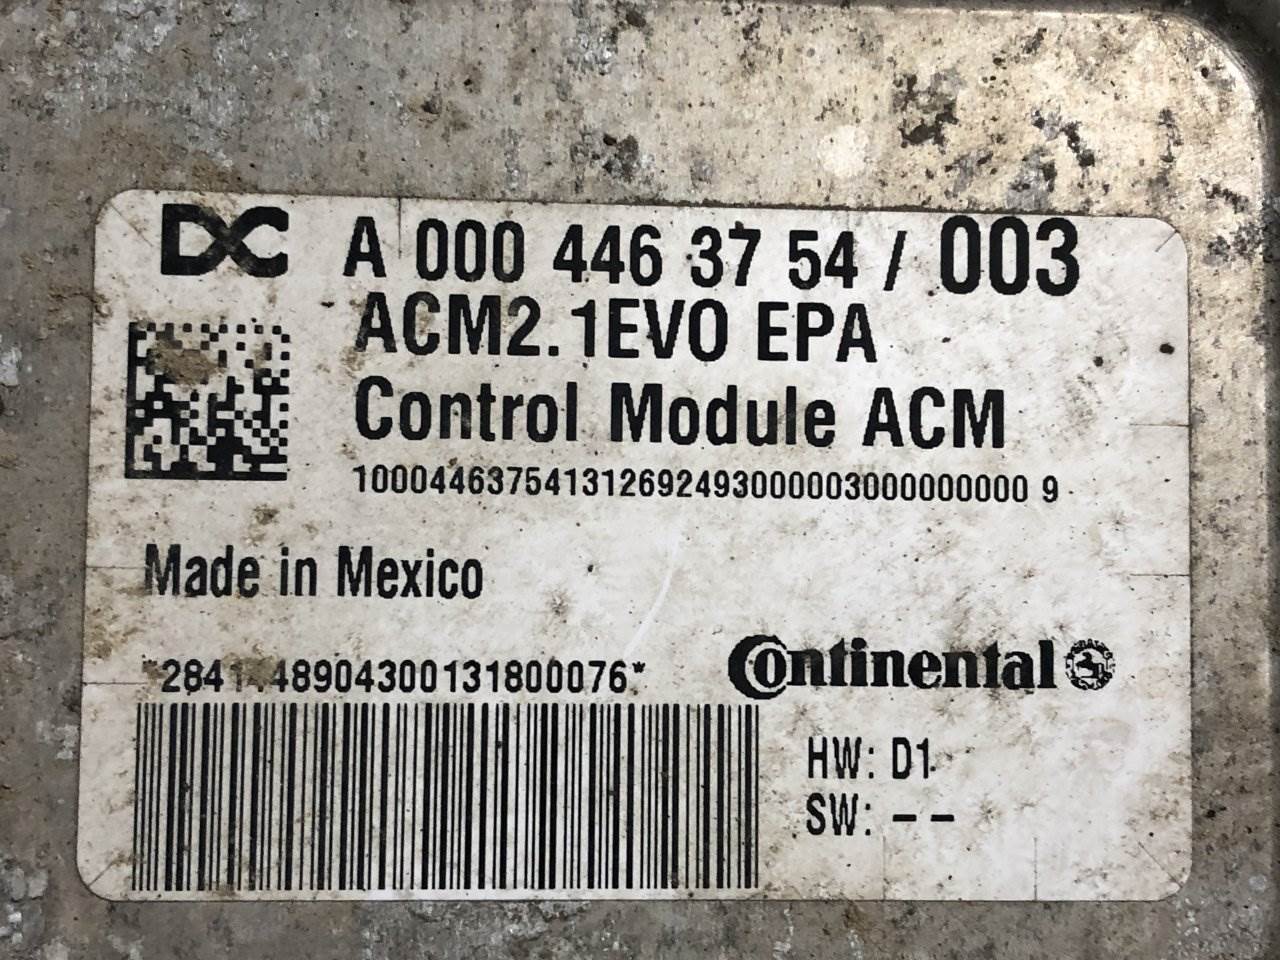 DC A 000 446 37 54 / 003
ACM2.1EVO EPA
Control Module ACM
100044637541312692493000003000000000 9
Made in Mexico
Continental
HW: D1
SW: – –